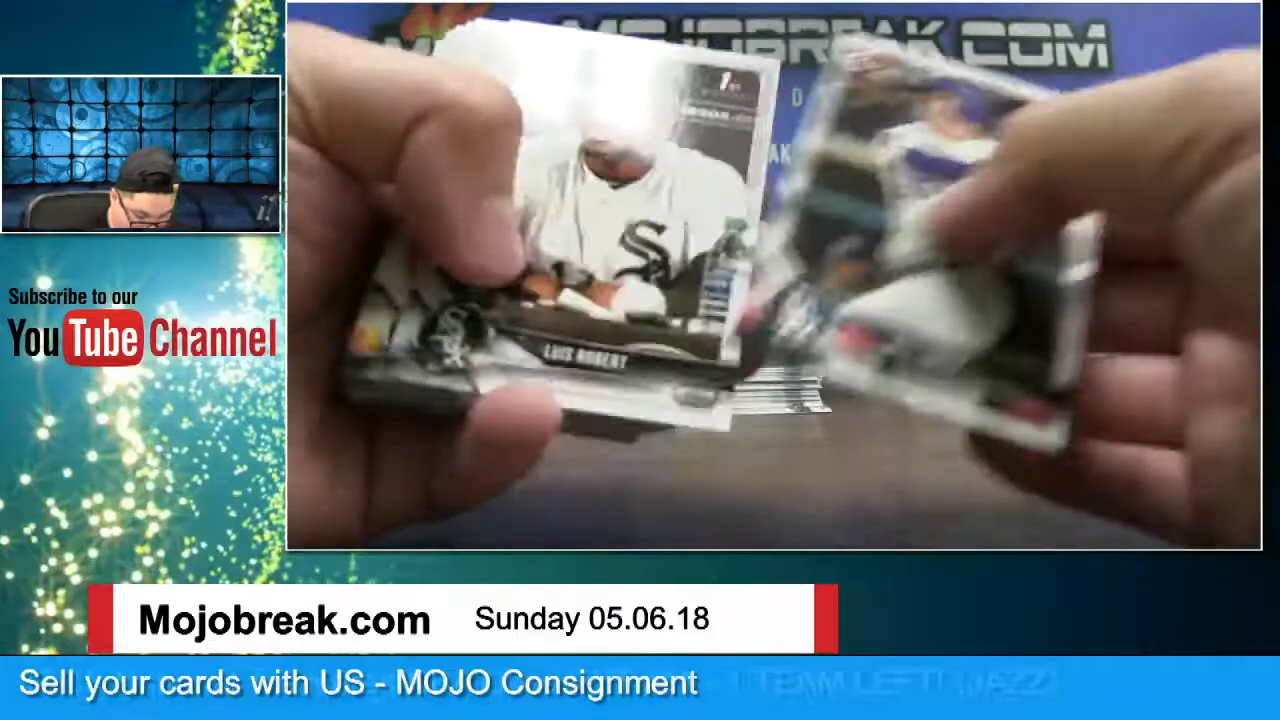 MOJOBREAK.COM
1ST
LUIS ROBERT
Subscribe to our
YouTube Channel
Mojobreak.com
Sunday 05.06.18
Sell your cards with US - MOJO Consignment